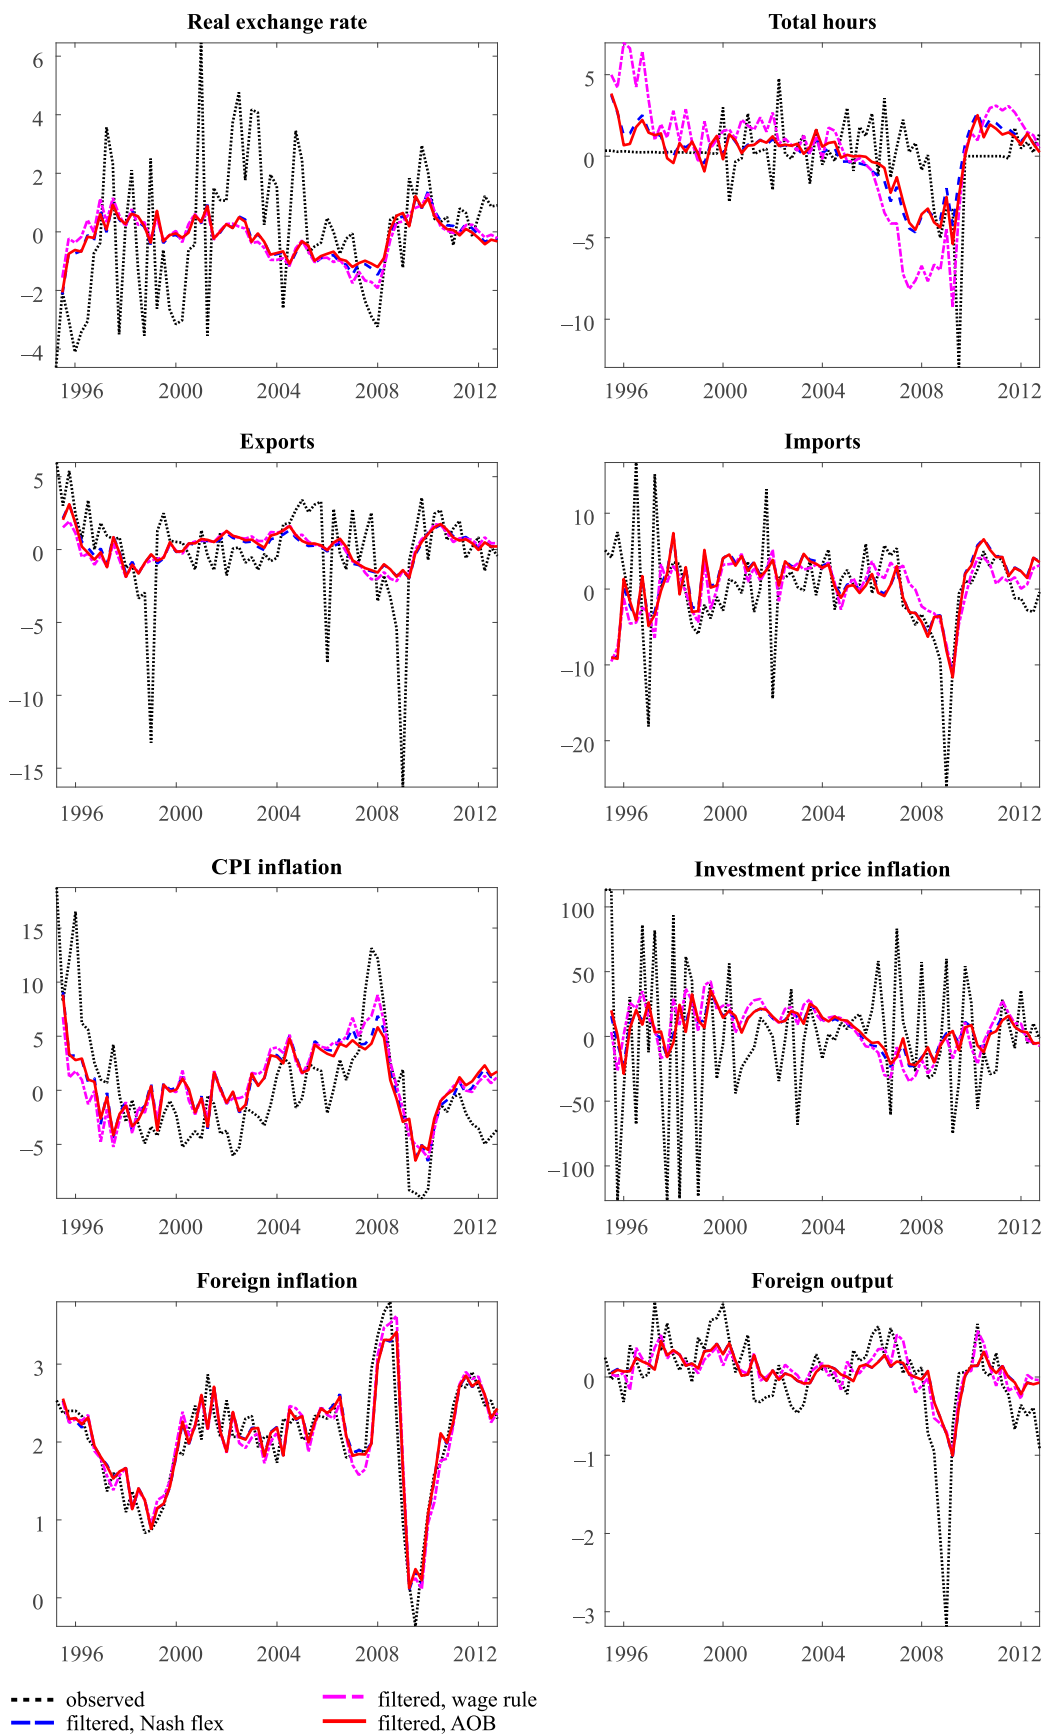 Real exchange rate
6
4
2
0
−2
−4
1996 2000 2004 2008 2012
Total hours
5
0
−5
−10
1996 2000 2004 2008 2012
Exports
5
0
−5
−10
−15
1996 2000 2004 2008 2012
Imports
10
0
−10
−20
1996 2000 2004 2008 2012
CPI inflation
15
10
5
0
−5
1996 2000 2004 2008 2012
Investment price inflation
100
50
0
−50
−100
1996 2000 2004 2008 2012
Foreign inflation
3
2
1
0
1996 2000 2004 2008 2012
Foreign output
0
−1
−2
−3
1996 2000 2004 2008 2012
observed
filtered, Nash flex
filtered, wage rule
filtered, AOB